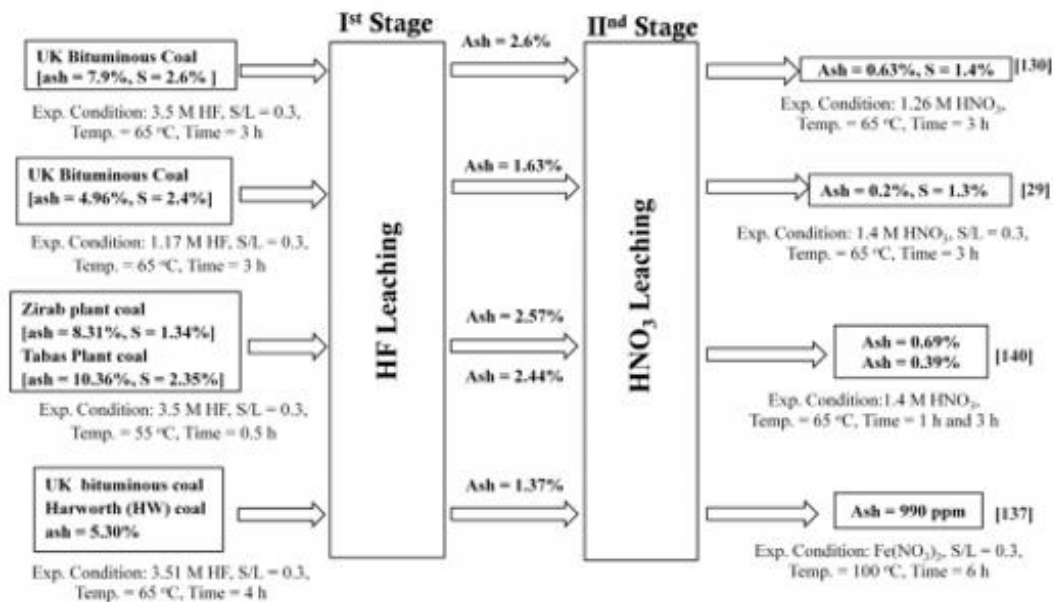 Iˢᵗ Stage
IIⁿᵈ Stage
UK Bituminous Coal
[ash = 7.9%, S = 2.6% ]
Exp. Condition: 3.5 M HF, S/L = 0.3,
Temp. = 65 °C, Time = 3 h
Ash = 2.6%
Ash = 0.63%, S = 1.4%
[130]
Exp. Condition: 1.26 M HNO₃,
Temp. = 65 °C, Time = 3 h
UK Bituminous Coal
[ash = 4.96%, S = 2.4%]
Exp. Condition: 1.17 M HF, S/L = 0.3,
Temp. = 65 °C, Time = 3 h
Ash = 1.63%
Ash = 0.2%, S = 1.3%
[29]
Exp. Condition: 1.4 M HNO₃, S/L = 0.3,
Temp. = 65 °C, Time = 3 h
HF Leaching
HNO₃ Leaching
Zirab plant coal
[ash = 8.31%, S = 1.34%]
Tabas Plant coal
[ash = 10.36%, S = 2.35%]
Exp. Condition: 3.5 M HF, S/L = 0.3,
Temp. = 55 °C, Time = 0.5 h
Ash = 2.57%
Ash = 2.44%
Ash = 0.69%
Ash = 0.39%
[140]
Exp. Condition:1.4 M HNO₃,
Temp. = 65 °C, Time = 1 h and 3 h
UK bituminous coal
Harworth (HW) coal
ash = 5.30%
Exp. Condition: 3.51 M HF, S/L = 0.3,
Temp. = 65 °C, Time = 4 h
Ash = 1.37%
Ash = 990 ppm
[137]
Exp. Condition: Fe(NO₃)₃, S/L = 0.3,
Temp. = 100 °C, Time = 6 h